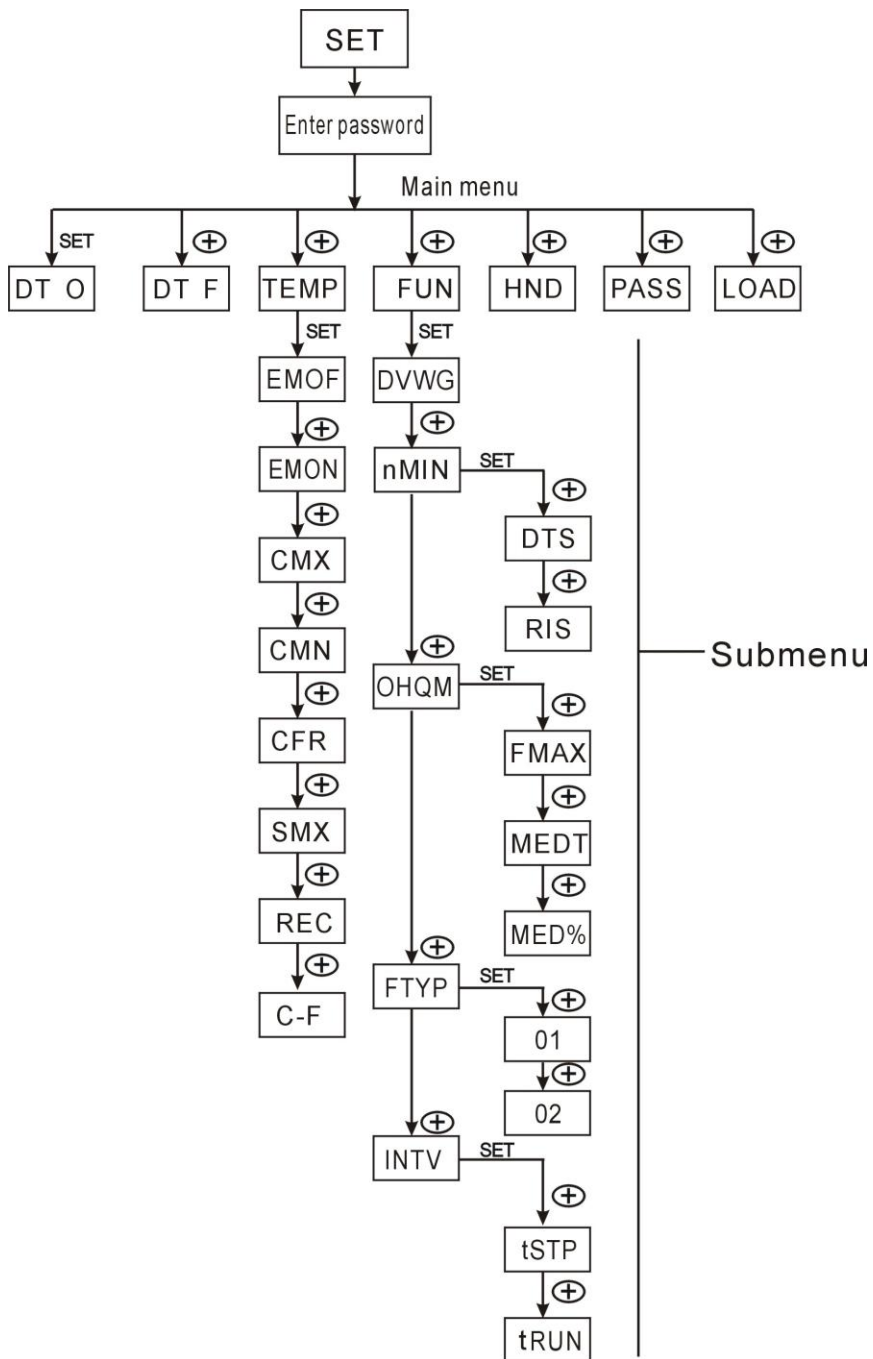 SET
Enter password
Main menu
SET
DT O
DT F
TEMP
FUN
HND
PASS
LOAD
SET
SET
EMOF
DVWG
EMON
nMIN
SET
CMX
DTS
CMN
RIS
OHQM
SET
CFR
FMAX
SMX
MEDT
REC
MED%
FTYP
SET
C-F
01
02
INTV
SET
tSTP
tRUN
Submenu